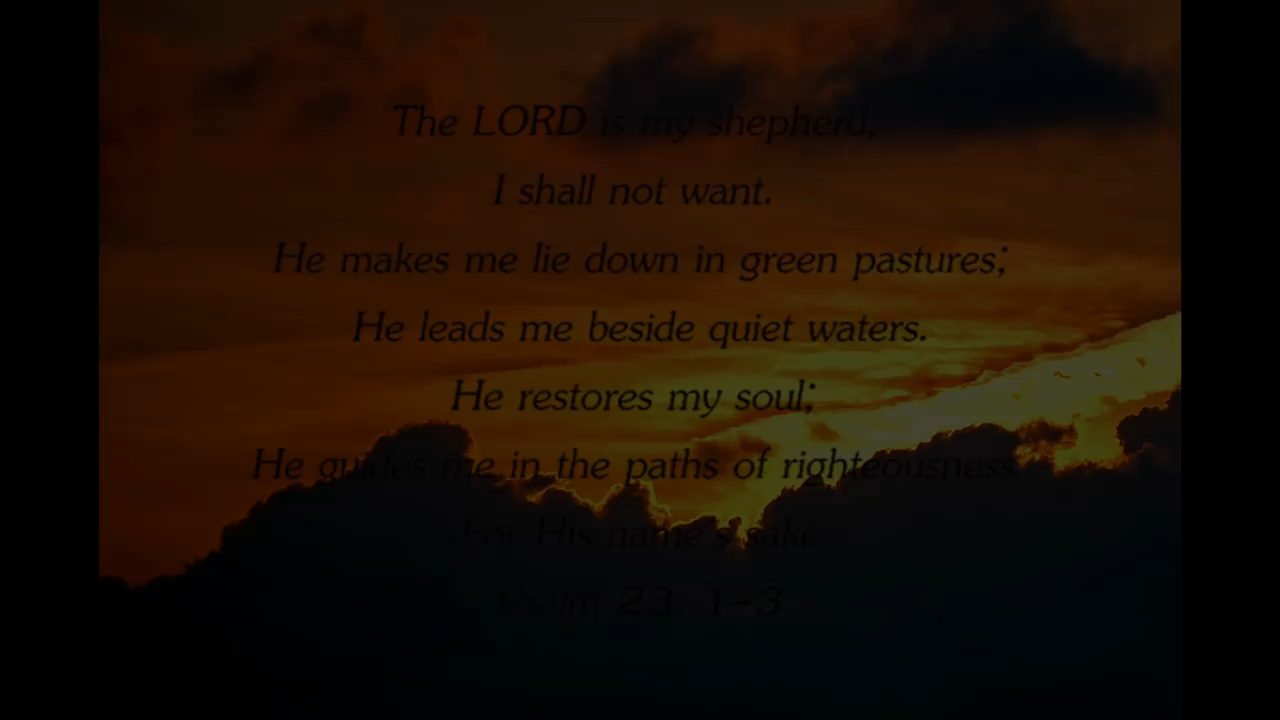 The LORD is my shepherd,
I shall not want.
He makes me lie down in green pastures;
He leads me beside quiet waters.
He restores my soul;
He guides me in the paths of righteousness
For His name's sake
Psalm 23: 1-3